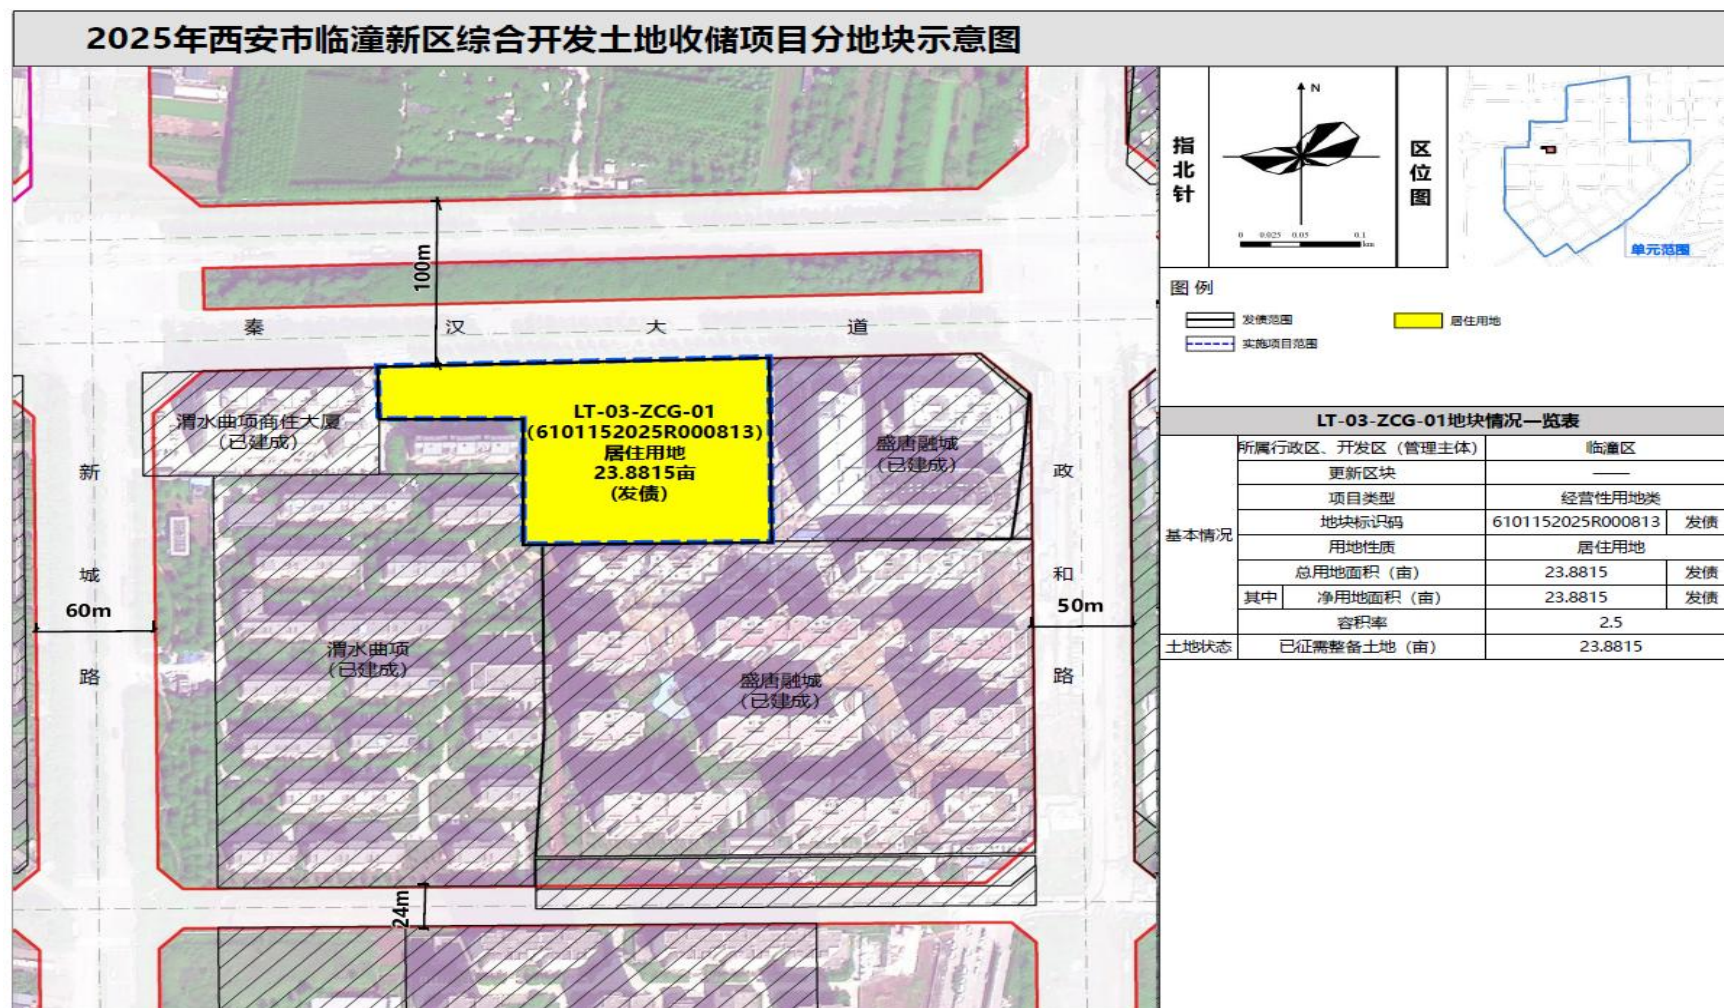 2025年西安市临潼新区综合开发土地收储项目分地块示意图
100m
秦汉大道
渭水曲项商住大厦
(已建成)
LT-03-ZCG-01
(6101152025R000813)
居住用地
23.8815亩
(发债)
盛唐融城
(已建成)
新城路
60m
政和路
50m
渭水曲项
(已建成)
盛唐融城
(已建成)
24m
指北针
N
0 0.025 0.05 0.1
km
区位图
单元范围
图 例
发债范围
居住用地
实施项目范围
LT-03-ZCG-01地块情况一览表
基本情况
所属行政区、开发区（管理主体） 临潼区
更新区块 ——
项目类型 经营性用地类
地块标识码 6101152025R000813 发债
用地性质 居住用地
总用地面积（亩） 23.8815 发债
其中 净用地面积（亩） 23.8815 发债
容积率 2.5
土地状态 已征需整备土地（亩） 23.8815